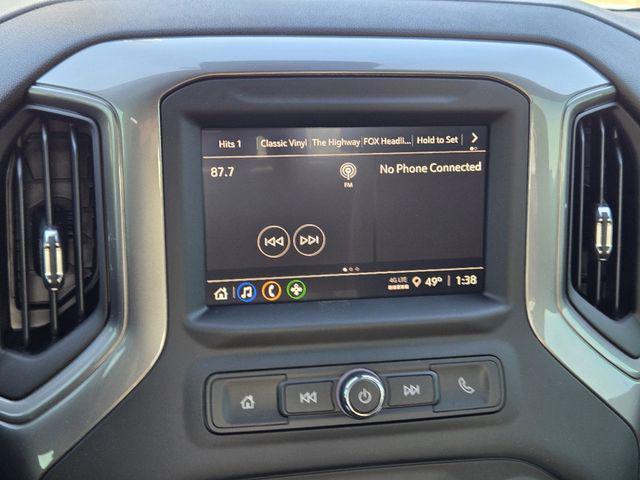 Hits 1 Classic Vinyl The Highway FOX Headli... Hold to Set
87.7 No Phone Connected
FM
4G LTE 49° 1:38